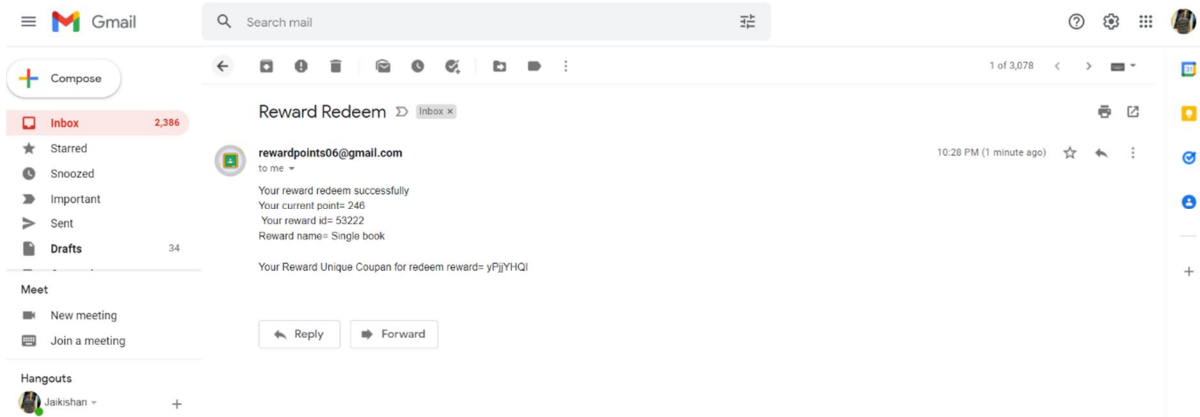 Gmail
Search mail
Compose
1 of 3,078
Inbox 2,386
Starred
Snoozed
Important
Sent
Drafts 34
Meet
New meeting
Join a meeting
Hangouts
Jaikishan
Reward Redeem Inbox ×
rewardpoints06@gmail.com 10:28 PM (1 minute ago)
to me
Your reward redeem successfully
Your current point= 246
Your reward id= 53222
Reward name= Single book
Your Reward Unique Coupan for redeem reward=
Reply Forward